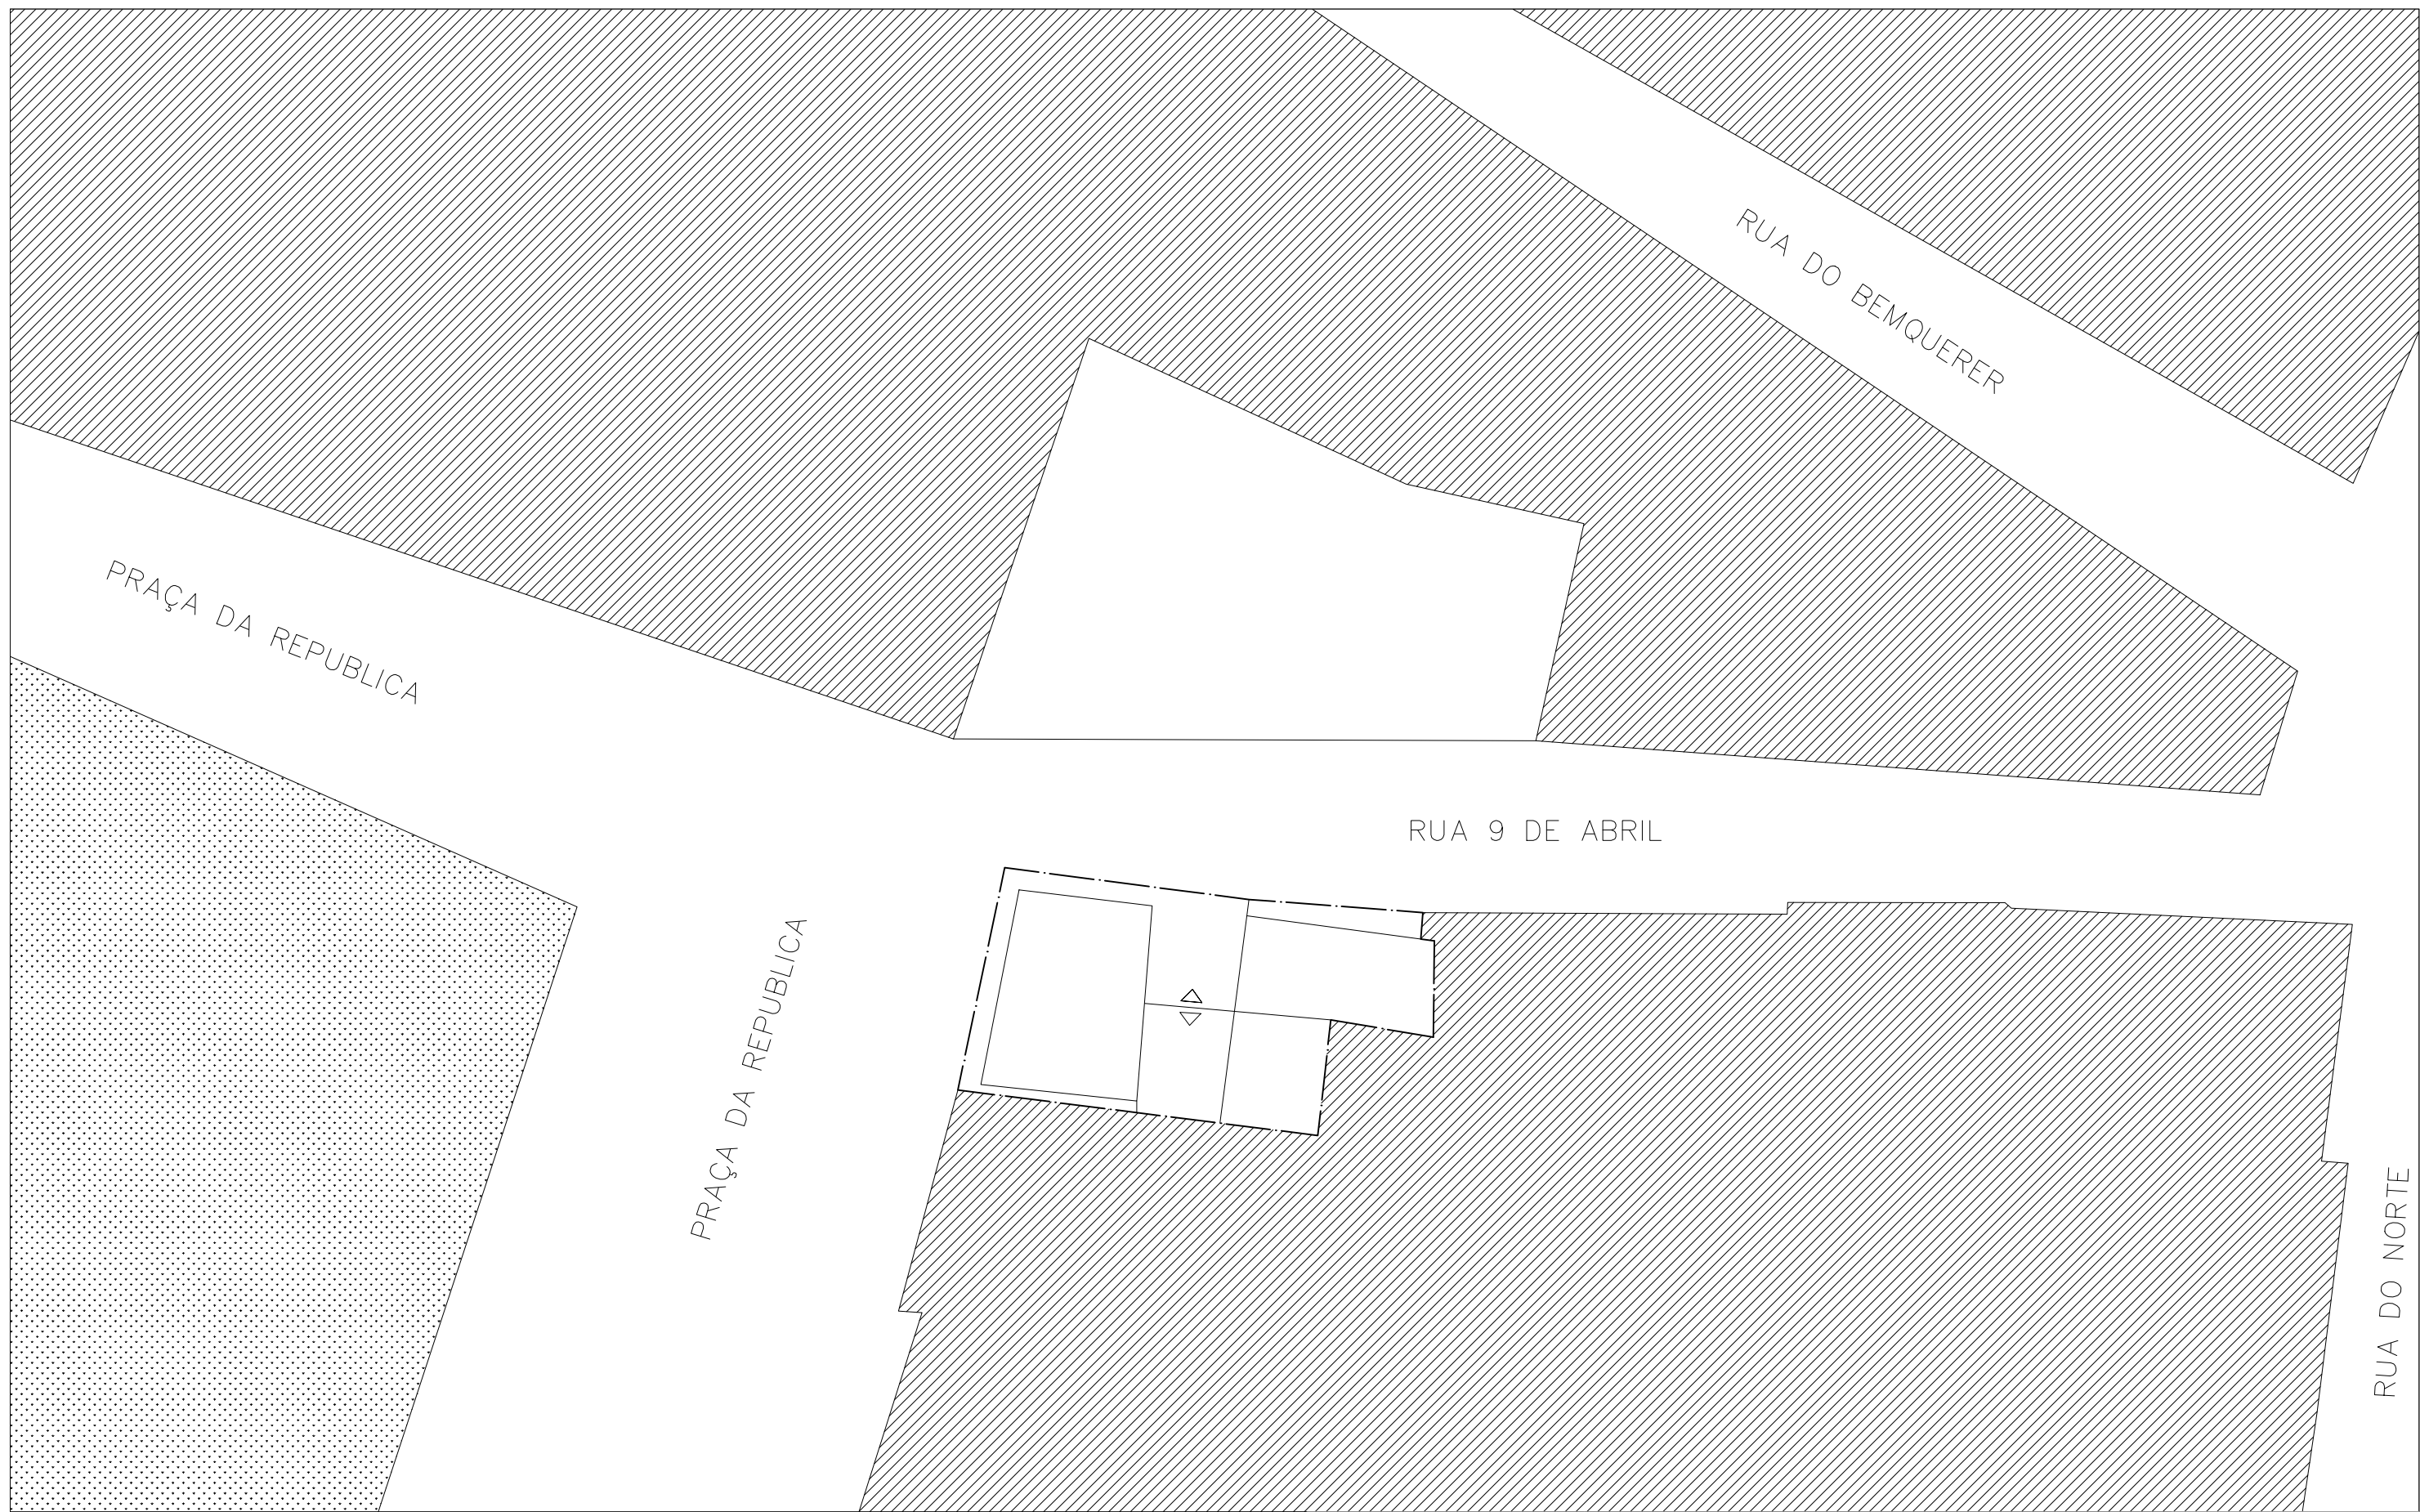 RUA DO BEMQUERER
PRAÇA DA REPUBLICA
RUA 9 DE ABRIL
PRAÇA DA REPUBLICA
RUA DO NORTE